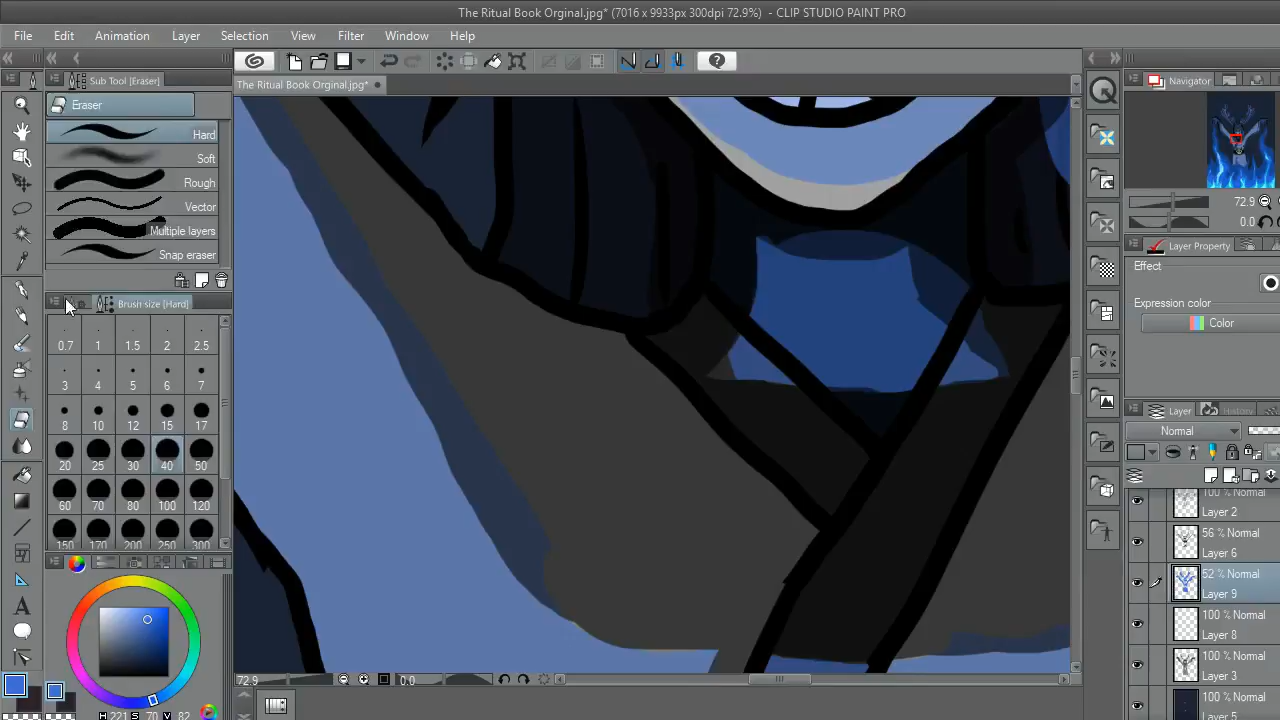 The Ritual Book Orginal.jpg* (7016 x 9933px 300dpi 72.9%) - CLIP STUDIO PAINT PRO
File Edit Animation Layer Selection View Filter Window Help
Sub Tool [Eraser]
Eraser
Hard
Soft
Rough
Vector
Multiple layers
Snap eraser
Brush size [Hard]
0.7 1 1.5 2 2.5
3 4 5 6 7
8 10 12 15 17
20 25 30 40 50
60 70 80 100 120
150 170 200 250 300
H 221 S 70 V 82
The Ritual Book Orginal.jpg*
72.9 0.0
Navigator
72.9
0.0
Layer Property
Effect
Expression color
Color
Layer History
Normal
100 % Normal
Layer 2
56 % Normal
Layer 6
52 % Normal
Layer 9
100 % Normal
Layer 8
100 % Normal
Layer 3
100 % Normal
Layer 5